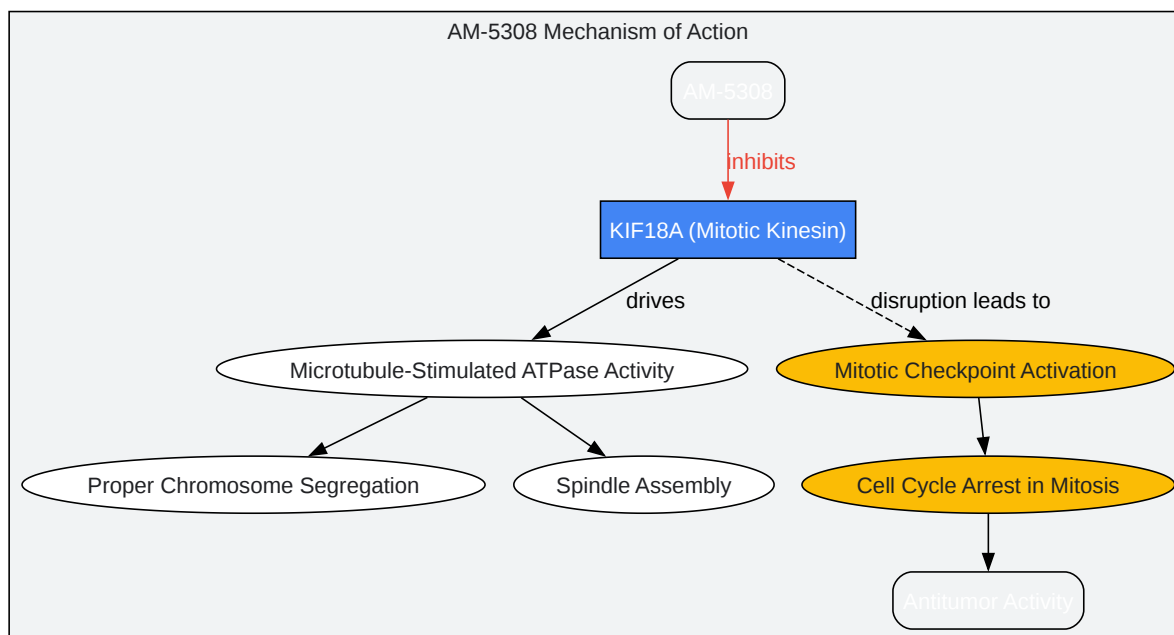 AM-5308 Mechanism of Action
AM-5308
inhibits
KIF18A (Mitotic Kinesin)
drives
disruption leads to
Microtubule-Stimulated ATPase Activity
Mitotic Checkpoint Activation
Proper Chromosome Segregation
Spindle Assembly
Cell Cycle Arrest in Mitosis
Antitumor Activity